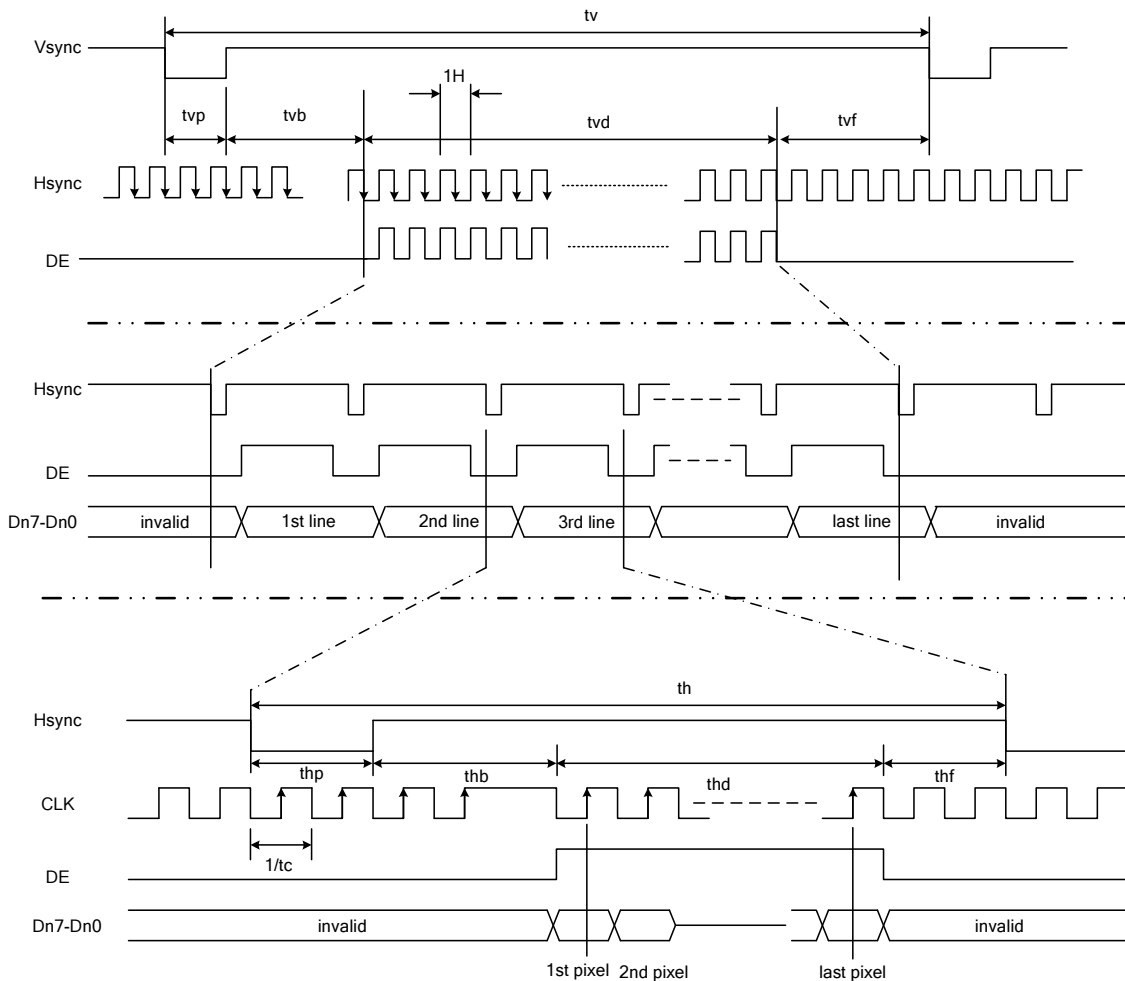 tv
Vsync
1H
tvp
tvb
tvd
tvf
Hsync
DE
Hsync
DE
Dn7-Dn0
invalid
1st line
2nd line
3rd line
last line
invalid
th
Hsync
thp
thb
thd
thf
CLK
1/tc
DE
Dn7-Dn0
invalid
invalid
1st pixel
2nd pixel
last pixel